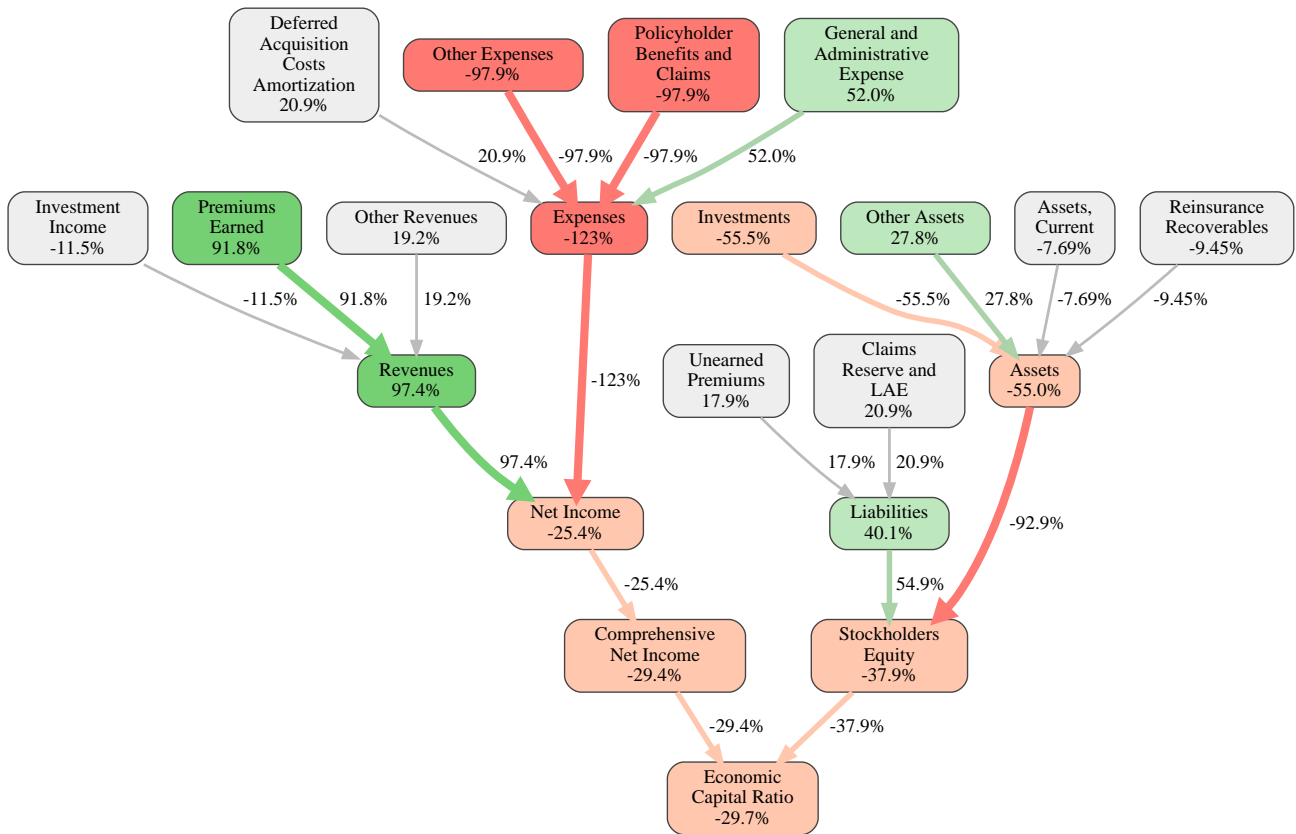 Deferred
Acquisition
Costs
Amortization
20.9%
Other Expenses
-97.9%
Policyholder
Benefits and
Claims
-97.9%
General and
Administrative
Expense
52.0%
20.9%
-97.9%
-97.9%
52.0%
Investment
Income
-11.5%
Premiums
Earned
91.8%
Other Revenues
19.2%
Expenses
-123%
Investments
-55.5%
Other Assets
27.8%
Assets,
Current
-7.69%
Reinsurance
Recoverables
-9.45%
-11.5%
91.8%
19.2%
-123%
-55.5%
27.8%
-7.69%
-9.45%
Revenues
97.4%
Unearned
Premiums
17.9%
Claims
Reserve and
LAE
20.9%
Assets
-55.0%
97.4%
17.9%
20.9%
-92.9%
Net Income
-25.4%
Liabilities
40.1%
-25.4%
54.9%
Comprehensive
Net Income
-29.4%
Stockholders
Equity
-37.9%
-29.4%
-37.9%
Economic
Capital Ratio
-29.7%